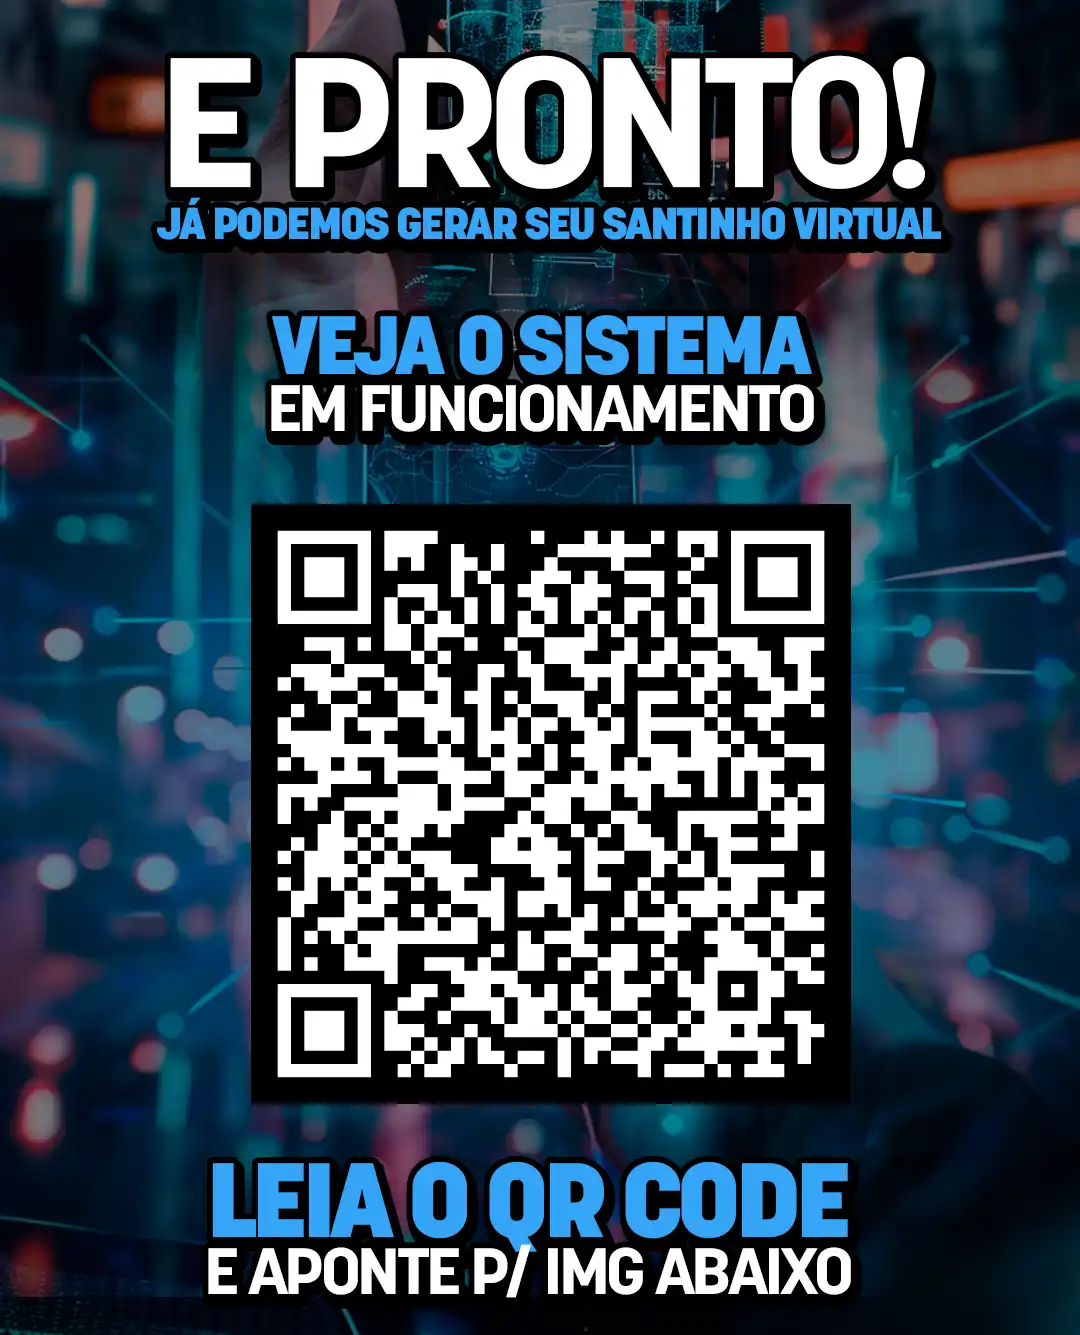 E PRONTO!
JÁ PODEMOS GERAR SEU SANTINHO VIRTUAL
VEJA O SISTEMA
EM FUNCIONAMENTO
LEIA O QR CODE
E APONTE P/ IMG ABAIXO